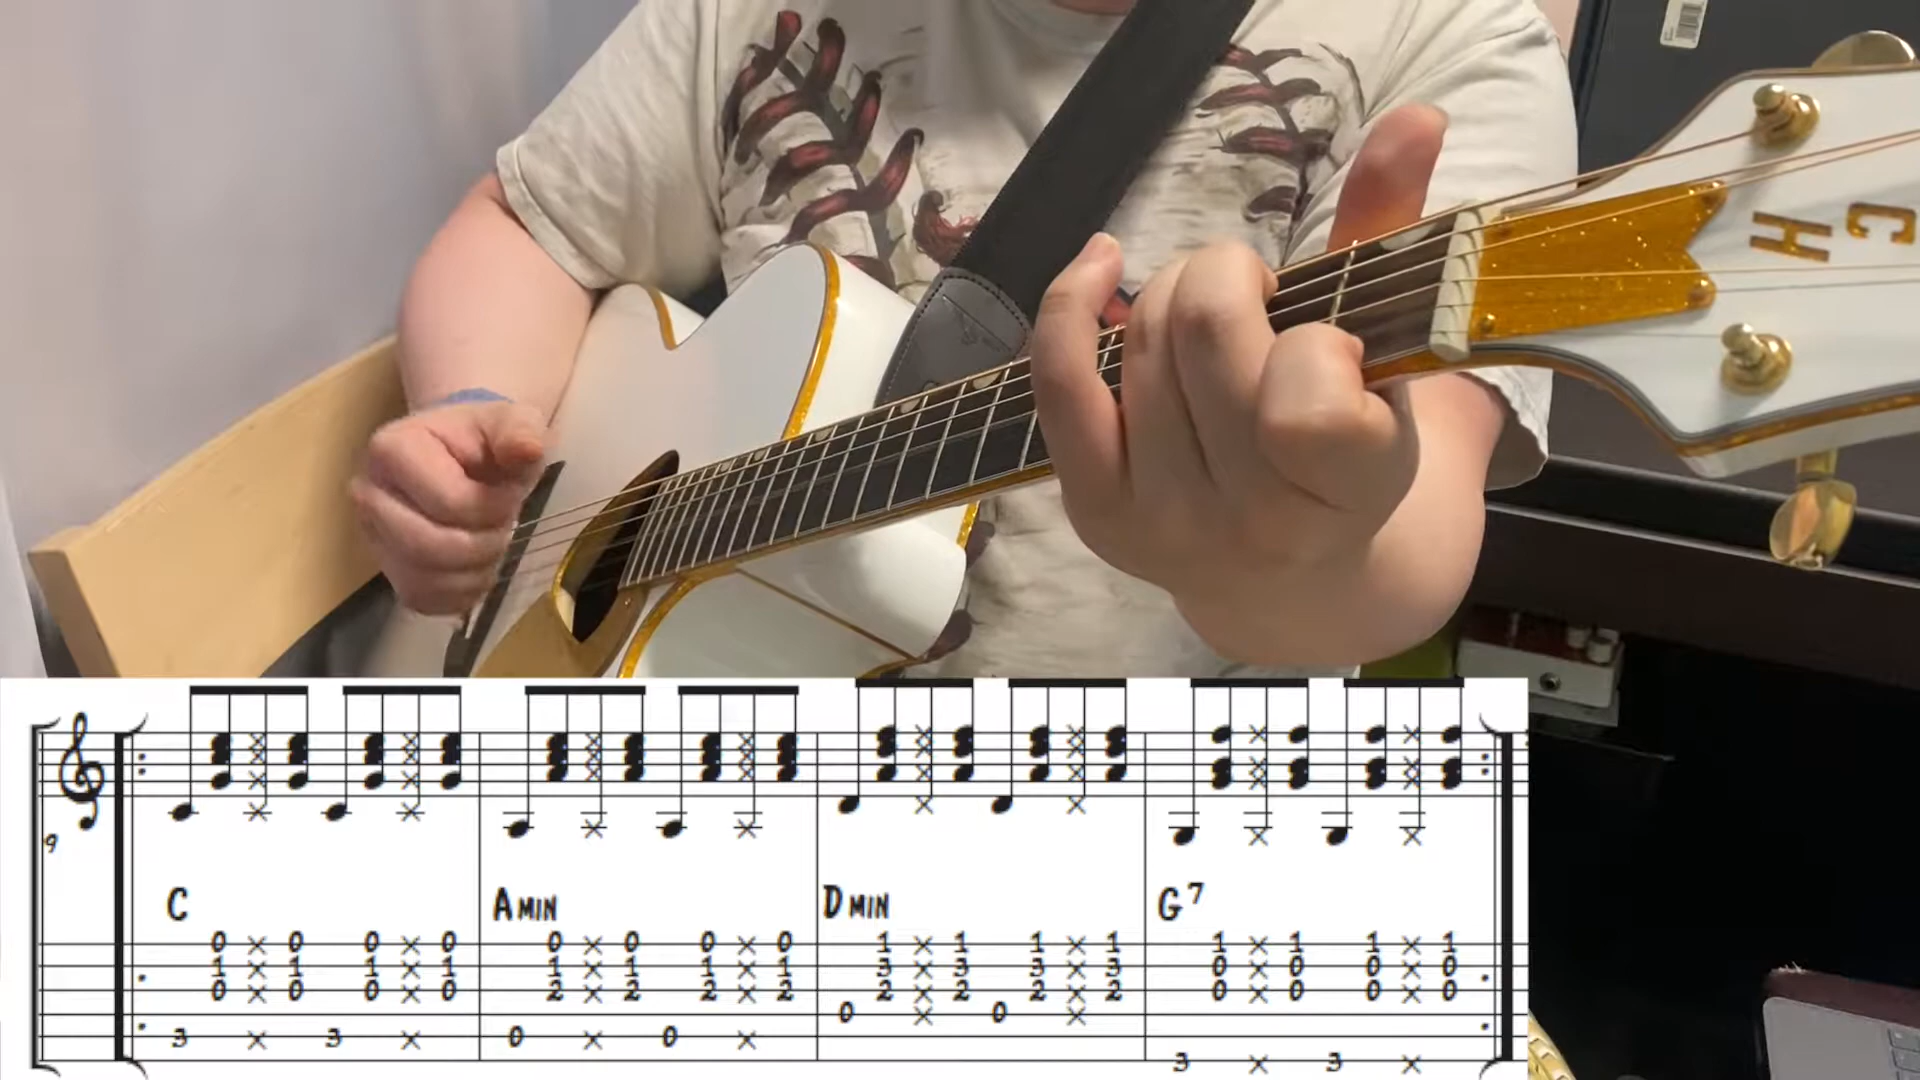 C H
9
C A MIN D MIN G7
0 × 0 0 × 0 0 × 0 0 × 0 1 × 1 1 × 1 1 × 1 1 × 1
1 × 1 1 × 1 1 × 1 1 × 1 3 × 3 3 × 3 0 × 0 0 × 0
0 × 0 0 × 0 2 × 2 2 × 2 2 × 2 2 × 2 0 × 0 0 × 0
0 × 0 ×
3 × 3 × 0 × 0 ×
3 × 3 ×